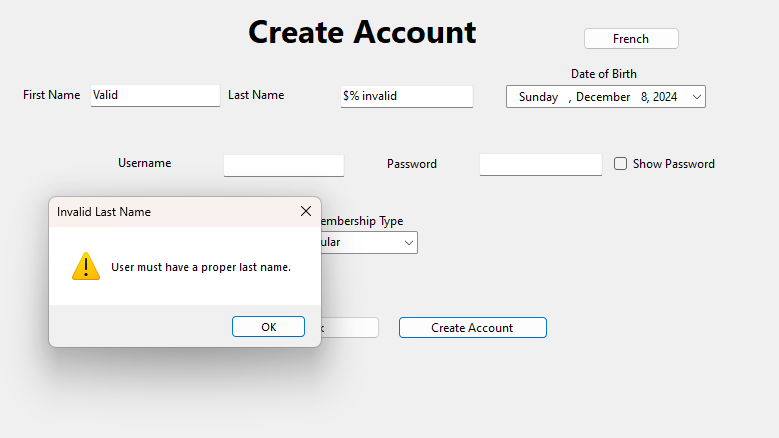 Create Account
French
Date of Birth
First Name Valid Last Name $% invalid Sunday , December 8, 2024
Username Password Show Password
Invalid Last Name
User must have a proper last name.
OK
embership Type
ular
Create Account